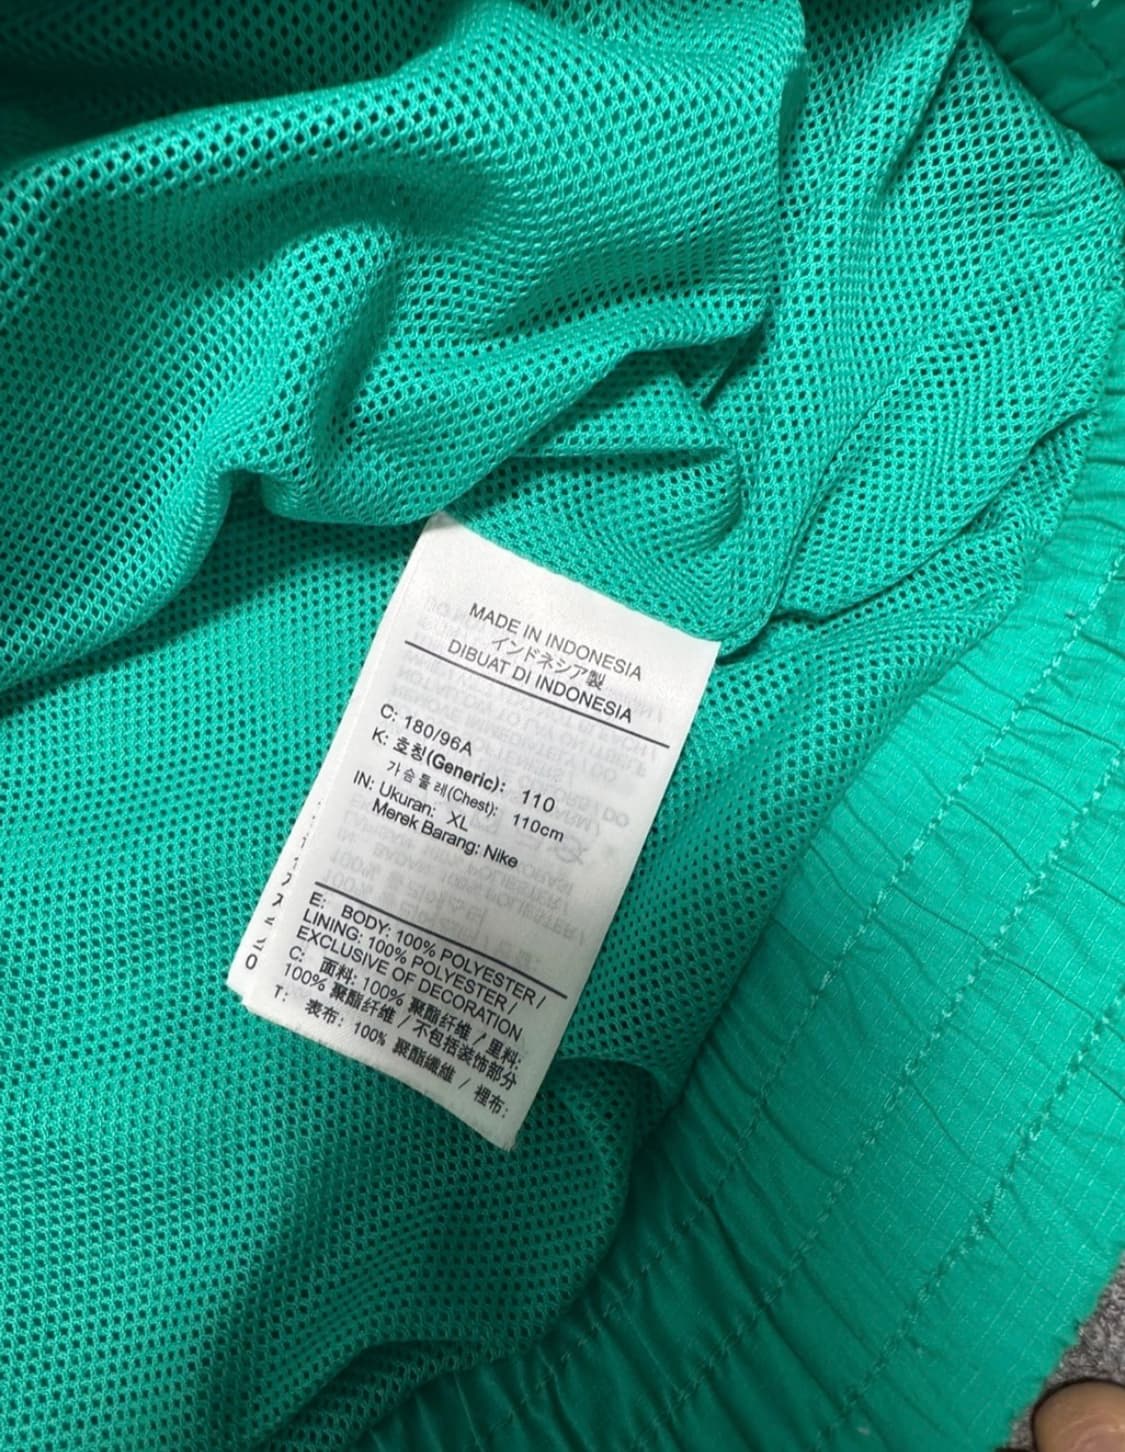 MADE IN INDONESIA
インドネシア製
DIBUAT DI INDONESIA
C: 180/96A
K: 호칭(Generic): 110
가슴둘레(Chest): 110cm
IN: Ukuran: XL
Merek Barang: Nike
E: BODY: 100% POLYESTER /
LINING: 100% POLYESTER /
EXCLUSIVE OF DECORATION
C: 面料: 100% 聚酯纤维 / 里料:
100% 聚酯纤维 / 不包括装饰部分
T: 表布: 100% 聚酯纖維 / 裡布: